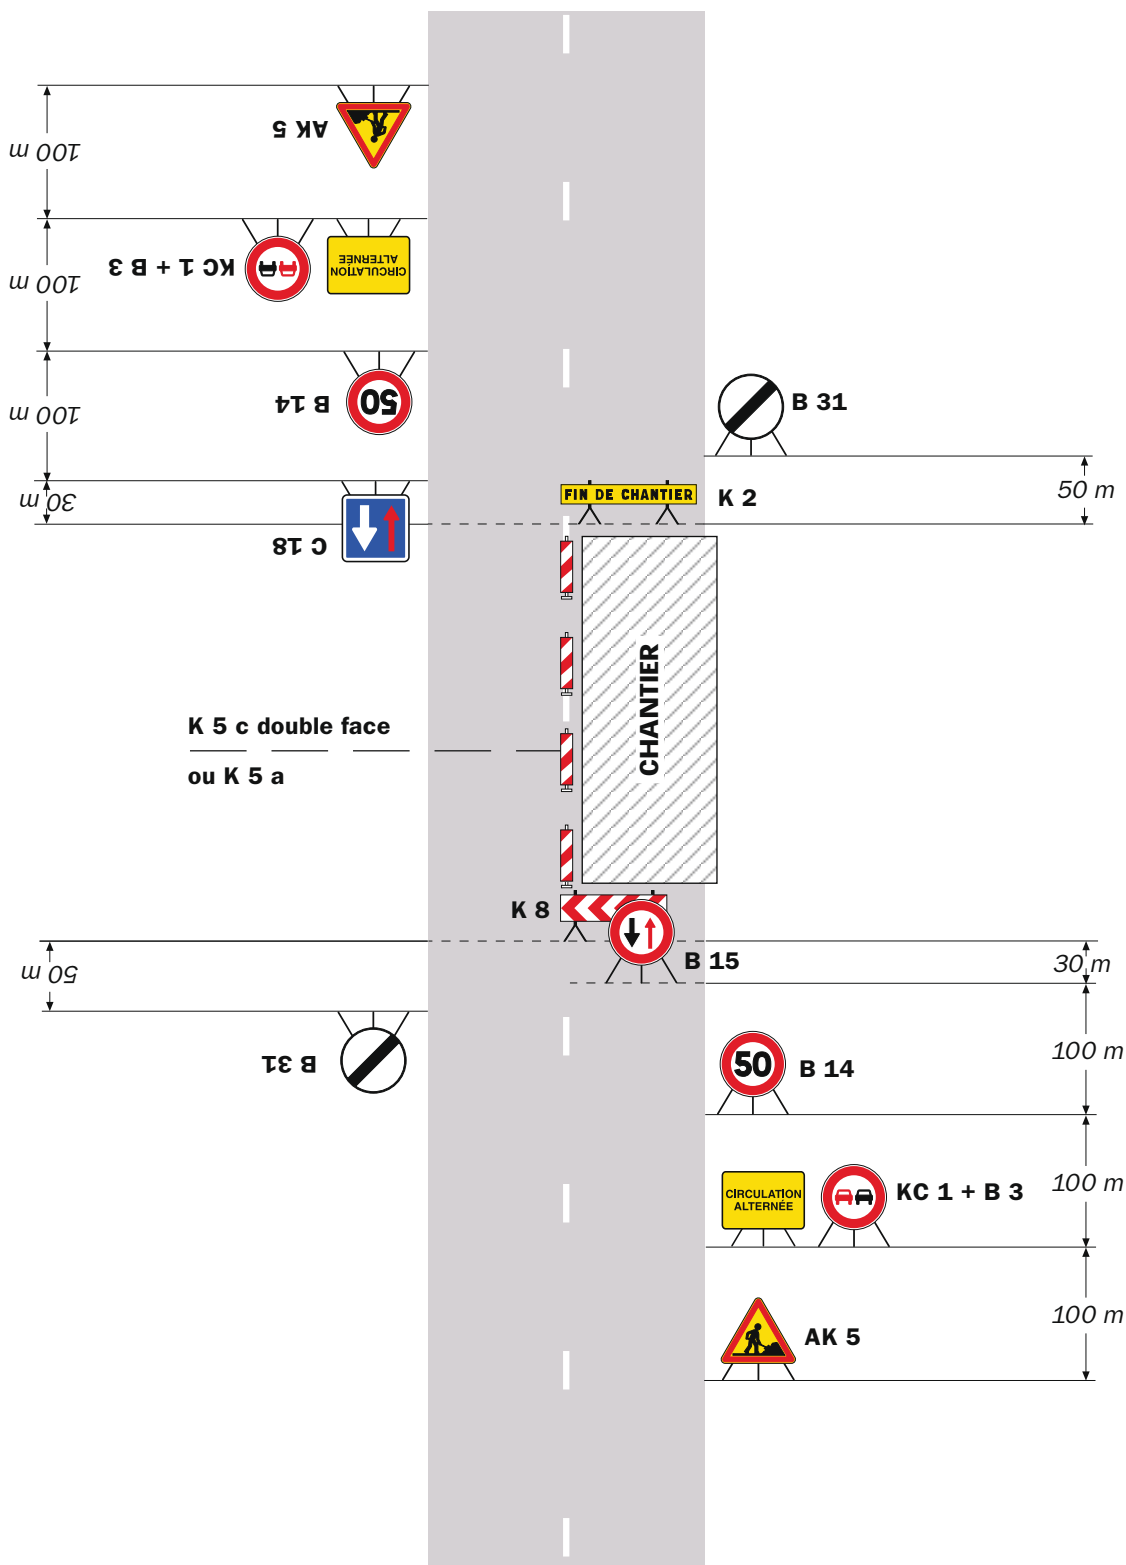 AK 5
100 m
KC 1 + B 3
CIRCULATION
ALTERNÉE
100 m
B 14
50
100 m
B 31
50 m
30 m
C 18
FIN DE CHANTIER
K 2
CHANTIER
K 5 c double face
ou K 5 a
K 8
B 15
30 m
50 m
B 31
50
B 14
100 m
CIRCULATION
ALTERNÉE
KC 1 + B 3
100 m
AK 5
100 m